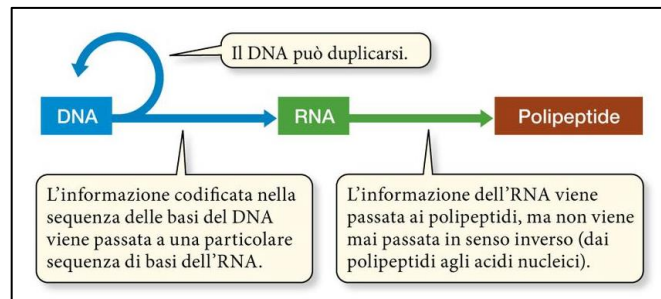 Il DNA può duplicarsi.
DNA
RNA
Polipeptide
L’informazione codificata nella
sequenza delle basi del DNA
viene passata a una particolare
sequenza di basi dell’RNA.
L’informazione dell’RNA viene
passata ai polipeptidi, ma non viene
mai passata in senso inverso (dai
polipeptidi agli acidi nucleici).